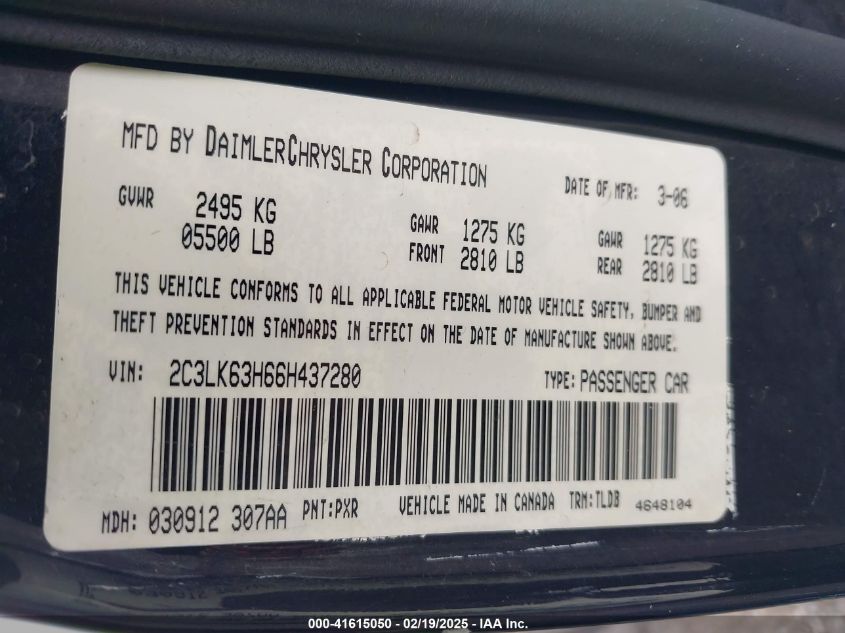 MFD BY DAIMLERCHRYSLER CORPORATION
DATE OF MFR: 3-06
GVWR 2495 KG
05500 LB
GAWR FRONT 1275 KG
2810 LB
GAWR REAR 1275 KG
2810 LB
THIS VEHICLE CONFORMS TO ALL APPLICABLE FEDERAL MOTOR VEHICLE SAFETY, BUMPER AND
THEFT PREVENTION STANDARDS IN EFFECT ON THE DATE OF MANUFACTURE SHOWN ABOVE.
VIN: 2C3LK63H66H437280 TYPE: PASSENGER CAR
MDH: 030912 307AA PNT:PXR VEHICLE MADE IN CANADA TRM:TLDB 4648104
000-41615050 / 02/19/2025 - IAA Inc.